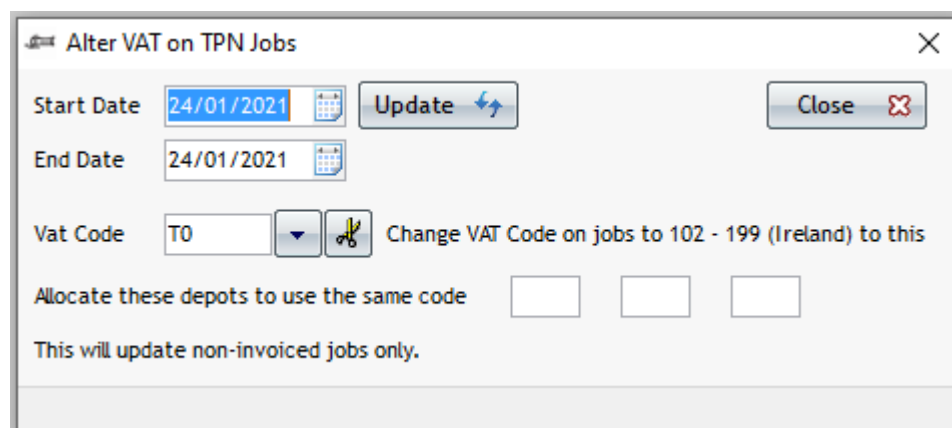 Alter VAT on TPN Jobs
Start Date 24/01/2021 Update Close
End Date 24/01/2021
Vat Code T0 Change VAT Code on jobs to 102 - 199 (Ireland) to this
Allocate these depots to use the same code
This will update non-invoiced jobs only.